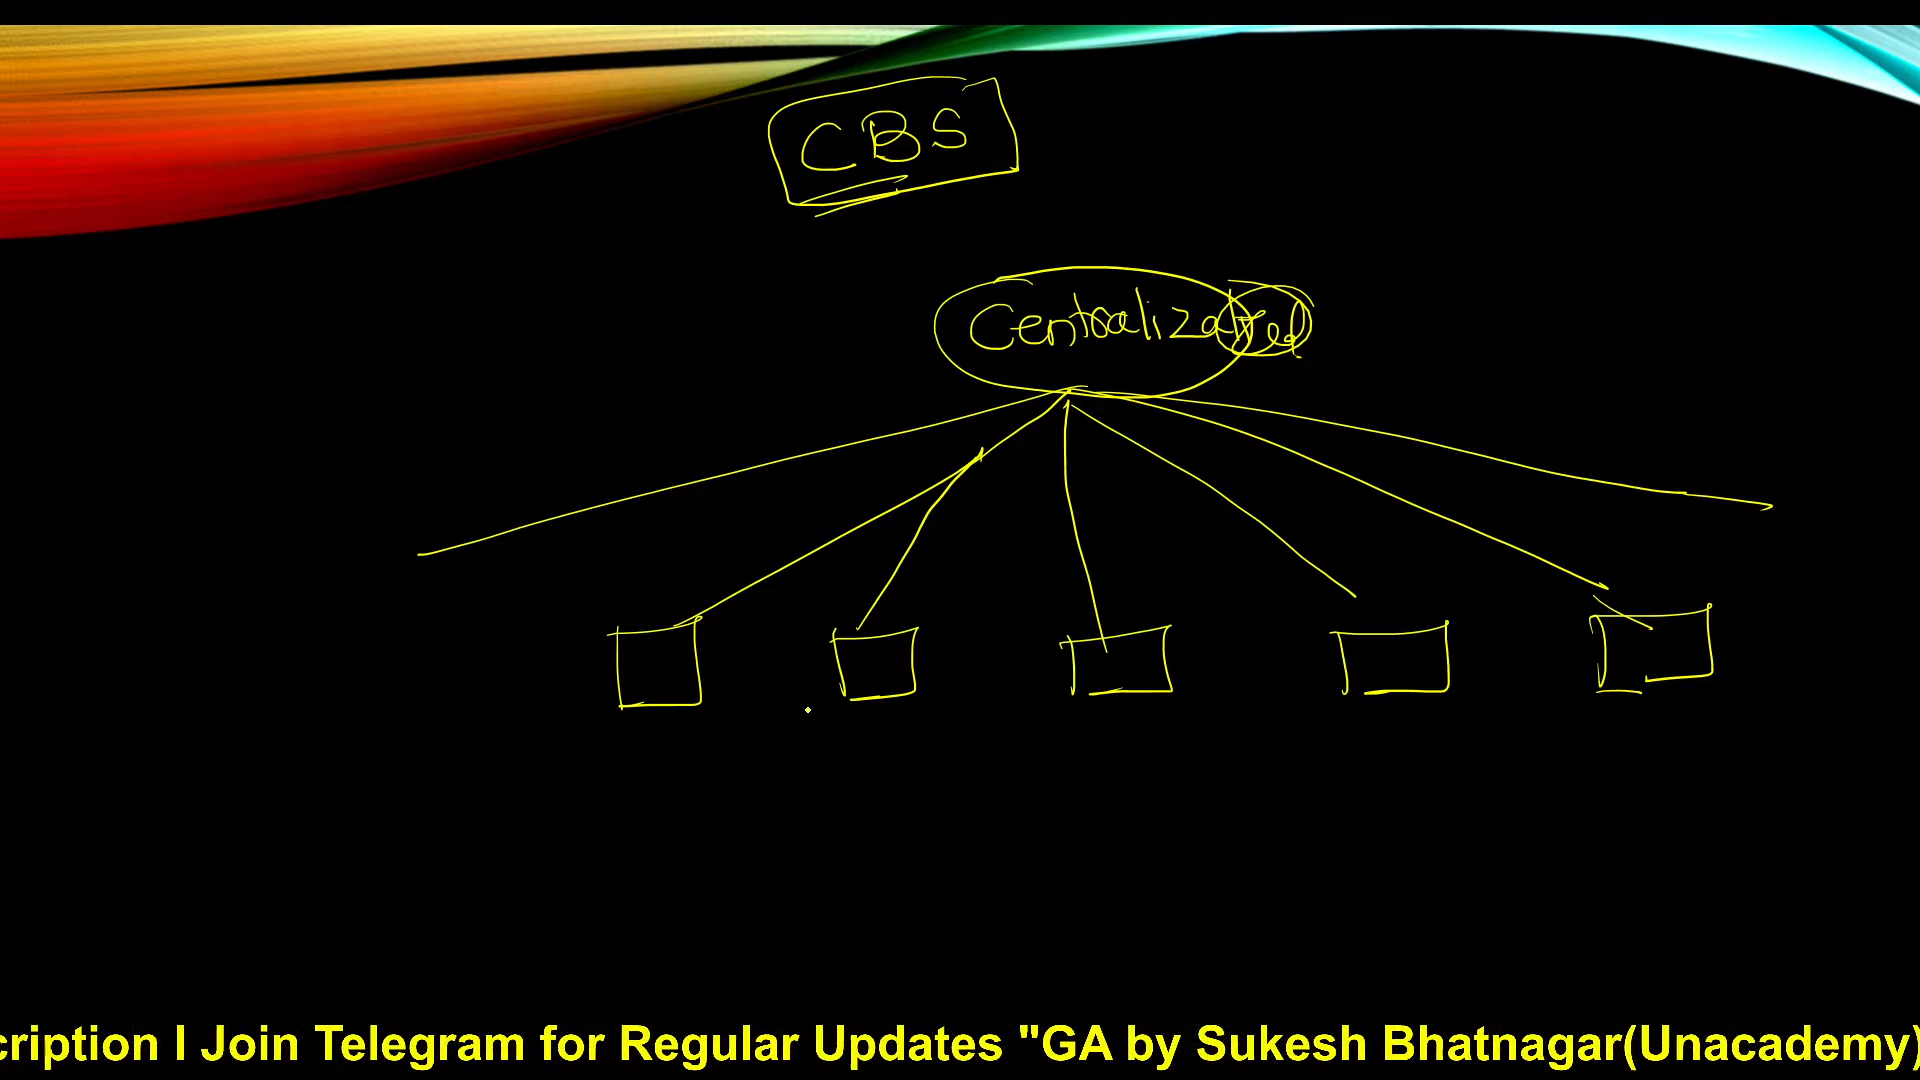 CBS
Centralized
cription I Join Telegram for Regular Updates "GA by Sukesh Bhatnagar(Unacademy)